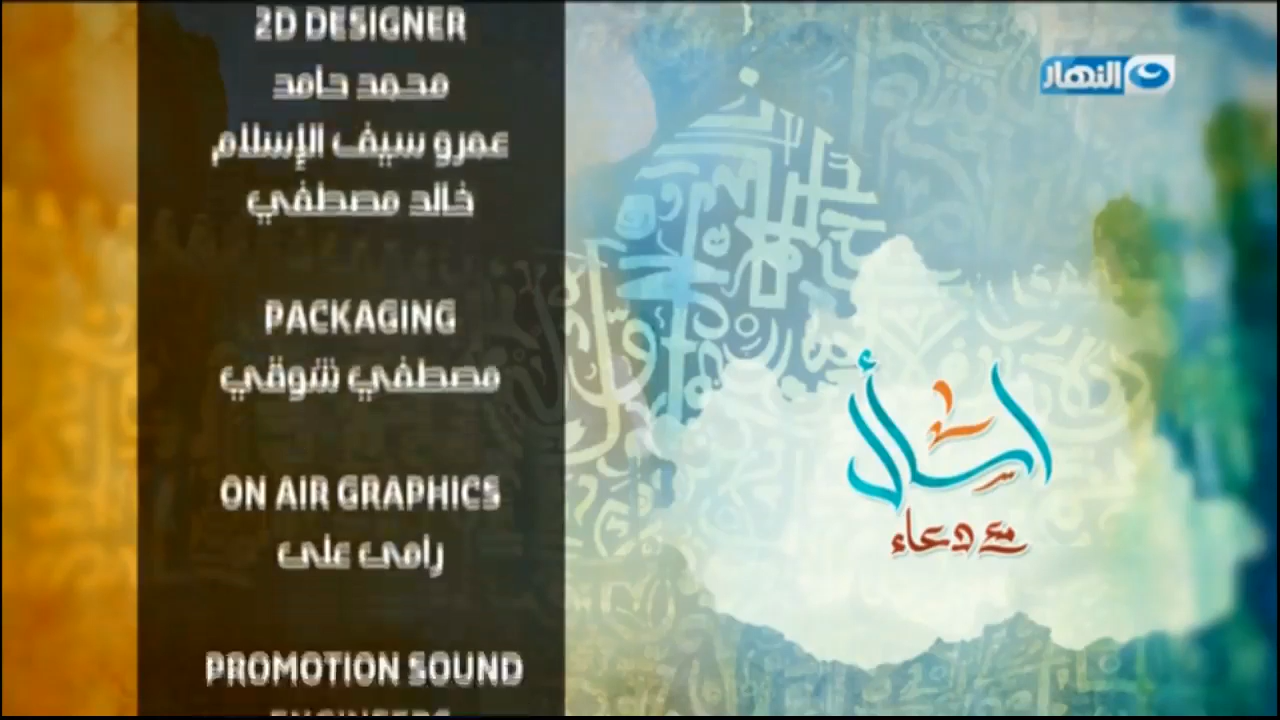 2D DESIGNER
محمد حامد
عمرو سيف الإسلام
خالد مصطفي
PACKAGING
مصطفي شوقي
ON AIR GRAPHICS
رامى على
PROMOTION SOUND
ENGINEERS
النهار
اسأل
مع دعاء